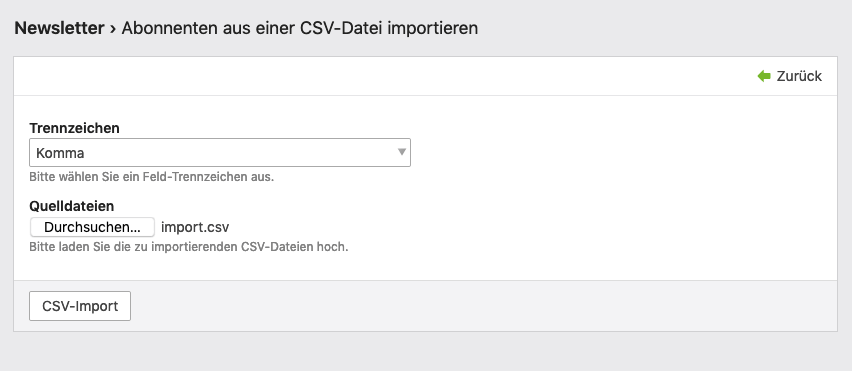 Newsletter › Abonnenten aus einer CSV-Datei importieren
Zurück
Trennzeichen
Komma
Bitte wählen Sie ein Feld-Trennzeichen aus.
Quelldateien
Durchsuchen... import.csv
Bitte laden Sie die zu importierenden CSV-Dateien hoch.
CSV-Import